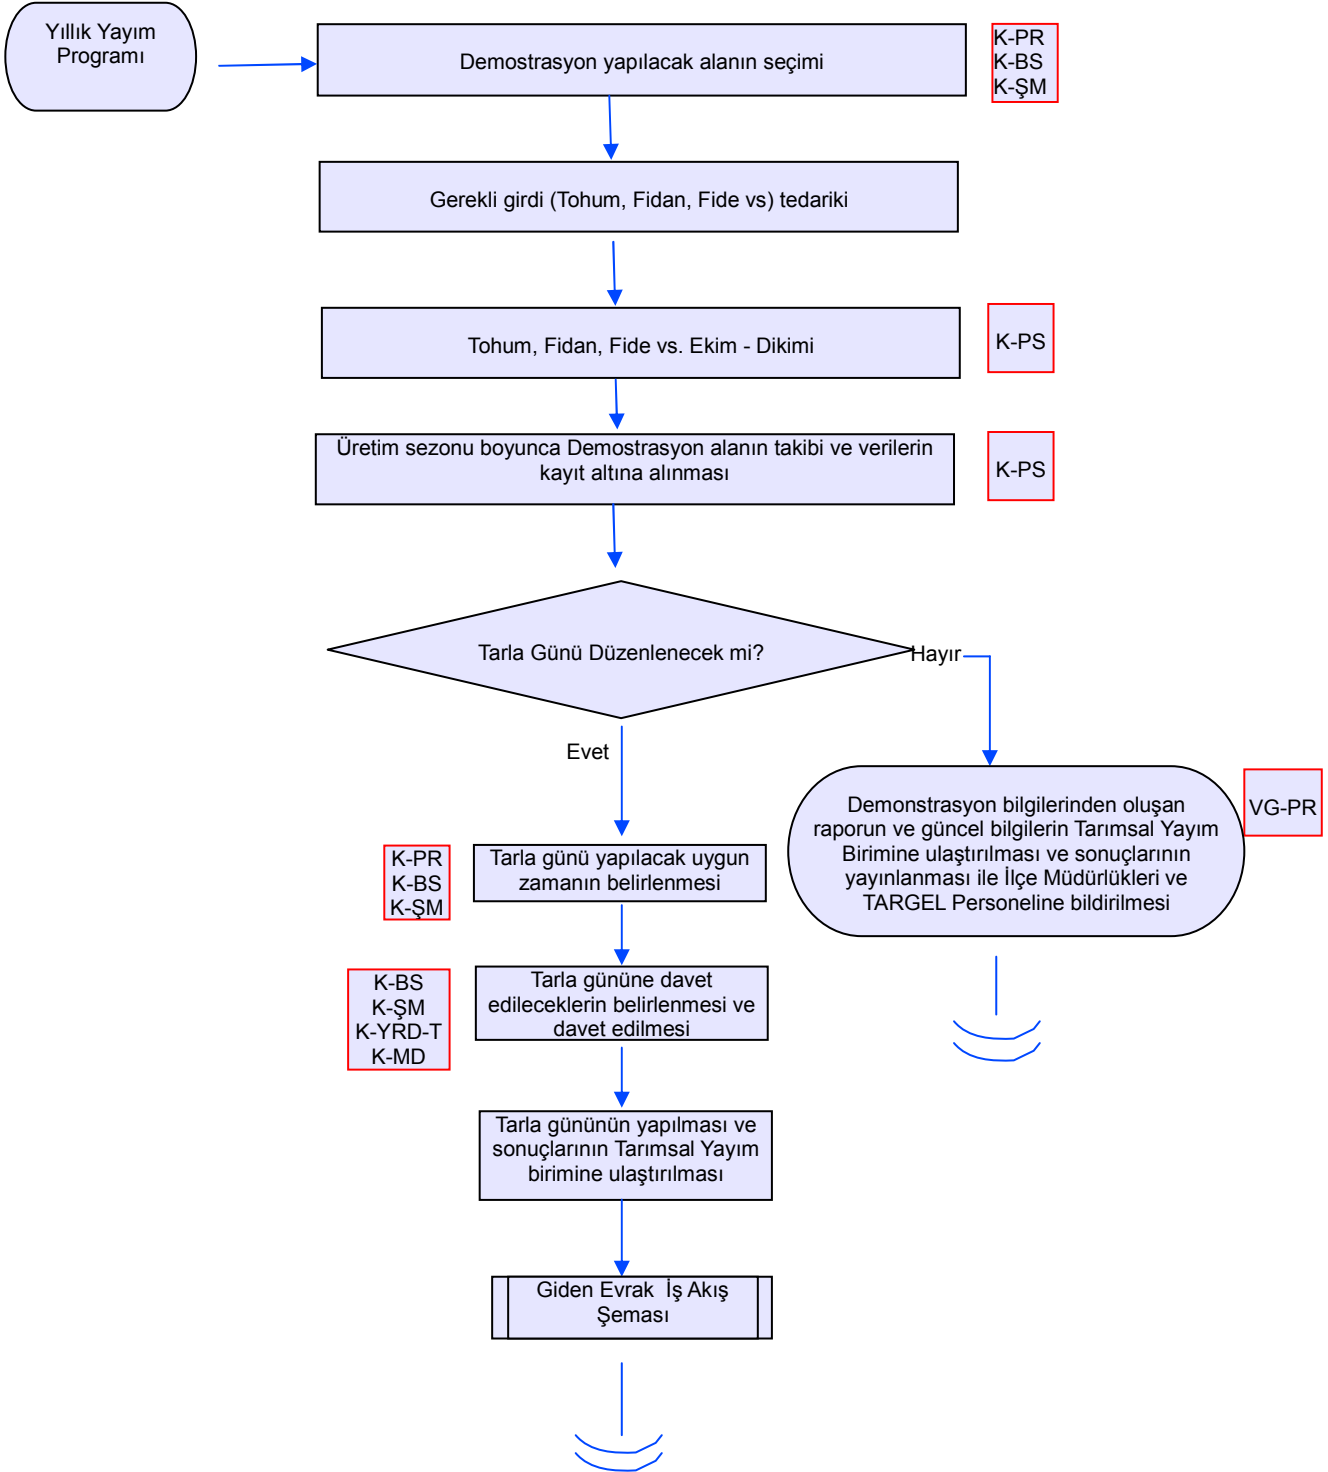 Yıllık Yayım
Programı
Demostrasyon yapılacak alanın seçimi
K-PR
K-BS
K-ŞM
Gerekli girdi (Tohum, Fidan, Fide vs) tedariki
Tohum, Fidan, Fide vs. Ekim - Dikimi
K-PS
Üretim sezonu boyunca Demostrasyon alanın takibi ve verilerin
kayıt altına alınması
K-PS
Tarla Günü Düzenlenecek mi?
Hayır
Evet
Demonstrasyon bilgilerinden oluşan
raporun ve güncel bilgilerin Tarımsal Yayım
Birimine ulaştırılması ve sonuçlarının
yayınlanması ile İlçe Müdürlükleri ve
TARGEL Personeline bildirilmesi
VG-PR
K-PR
K-BS
K-ŞM
Tarla günü yapılacak uygun
zamanın belirlenmesi
K-BS
K-ŞM
K-YRD-T
K-MD
Tarla gününe davet
edileceklerin belirlenmesi ve
davet edilmesi
Tarla gününün yapılması ve
sonuçlarının Tarımsal Yayım
birimine ulaştırılması
Giden Evrak  İş Akış
Şeması